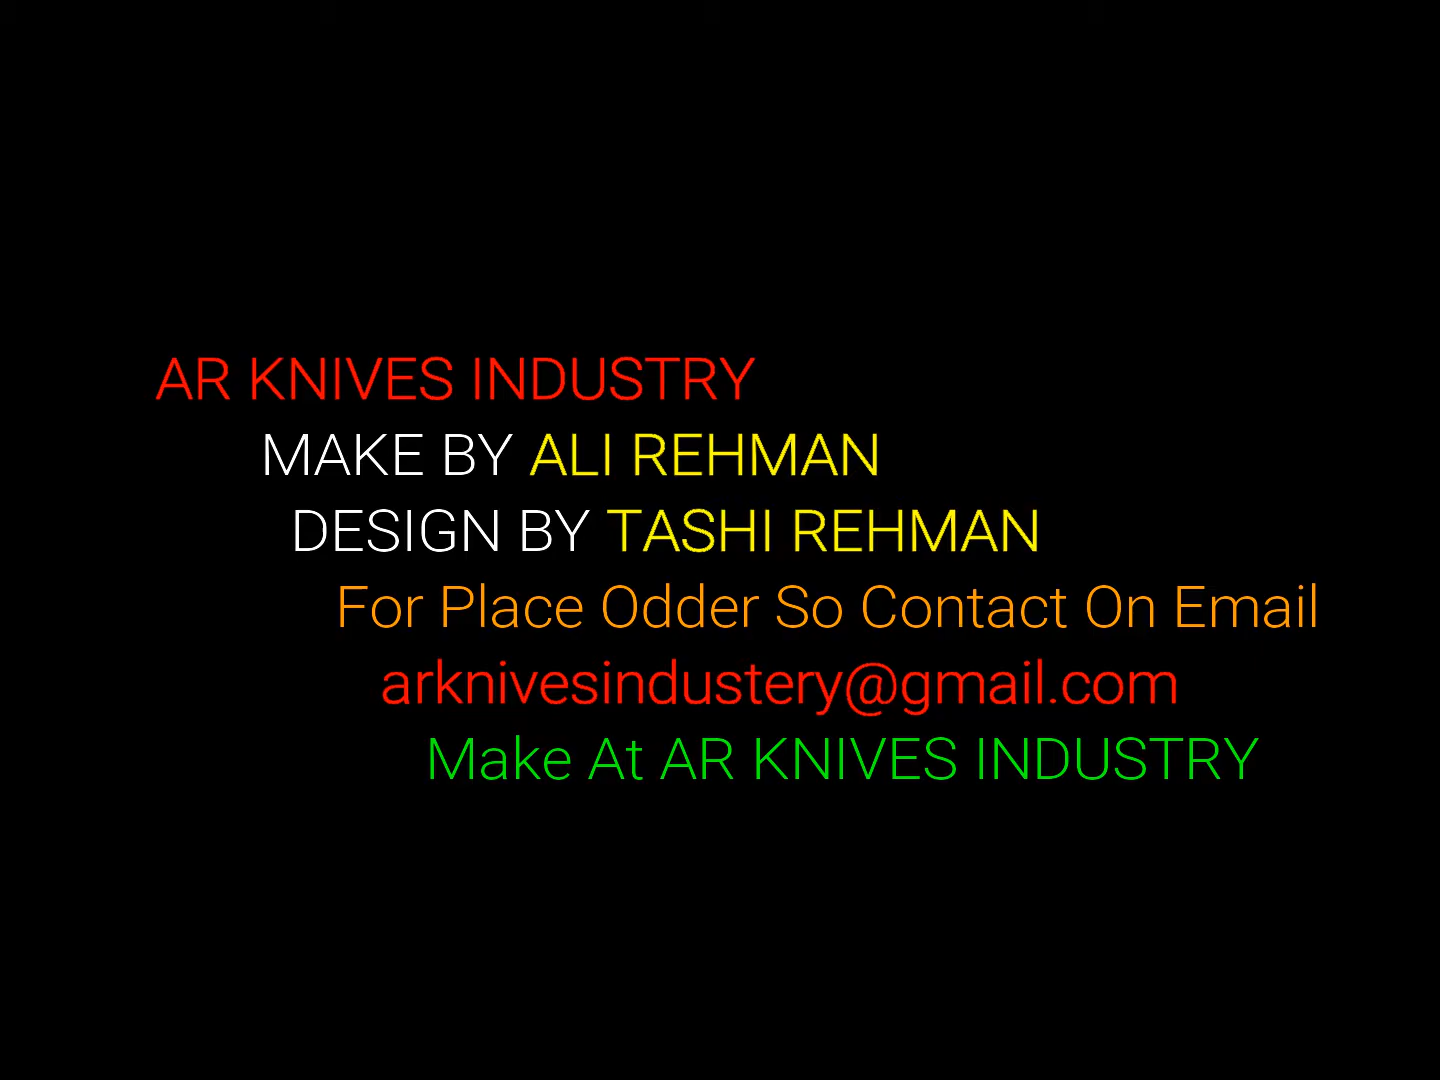 AR KNIVES INDUSTRY
MAKE BY ALI REHMAN
DESIGN BY TASHI REHMAN
For Place Odder So Contact On Email
arknivesindustery@gmail.com
Make At AR KNIVES INDUSTRY